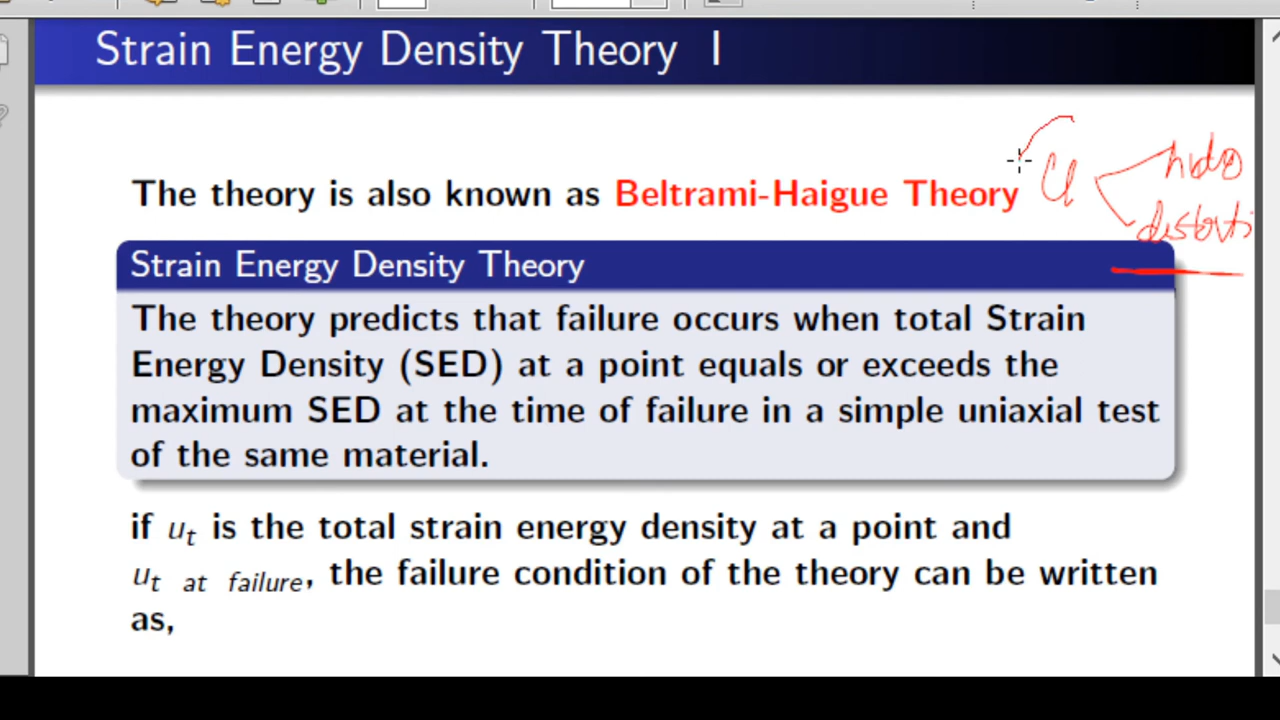 Strain Energy Density Theory I
The theory is also known as Beltrami-Haigue Theory
U
distorti
Strain Energy Density Theory
The theory predicts that failure occurs when total Strain
Energy Density (SED) at a point equals or exceeds the
maximum SED at the time of failure in a simple uniaxial test
of the same material.
if ut is the total strain energy density at a point and
ut at failure, the failure condition of the theory can be written
as,